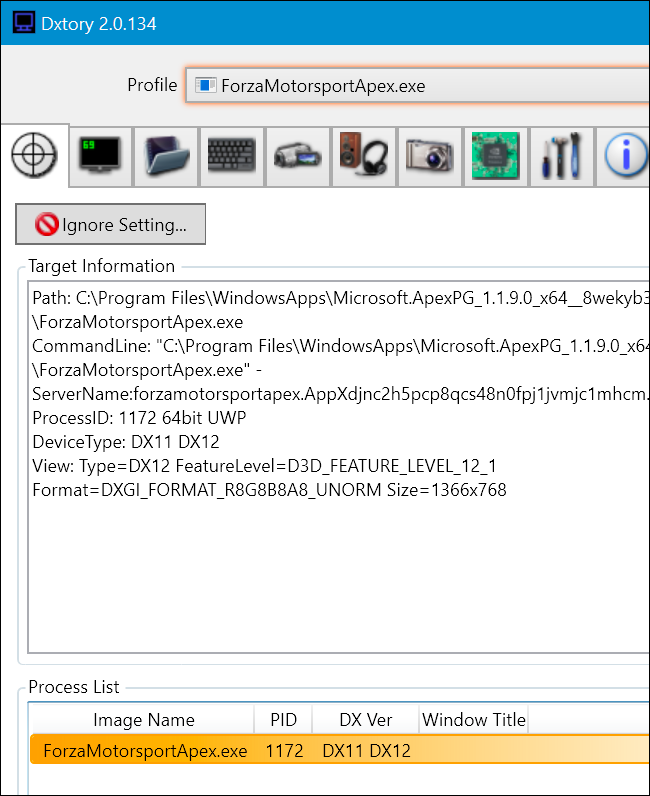 Dxtory 2.0.134
Profile ForzaMotorsportApex.exe
69
Ignore Setting...
Target Information
Path: C:\Program Files\WindowsApps\Microsoft.ApexPG_1.1.9.0_x64__8wekyb3
\ForzaMotorsportApex.exe
CommandLine: "C:\Program Files\WindowsApps\Microsoft.ApexPG_1.1.9.0_x64
\ForzaMotorsportApex.exe" -
ServerName:forzamotorsportapex.AppXdjnc2h5pcp8qcs48n0fpj1jvmjc1mhcm.
ProcessID: 1172 64bit UWP
DeviceType: DX11 DX12
View: Type=DX12 FeatureLevel=D3D_FEATURE_LEVEL_12_1
Format=DXGI_FORMAT_R8G8B8A8_UNORM Size=1366x768
Process List
Image Name PID DX Ver Window Title
ForzaMotorsportApex.exe 1172 DX11 DX12